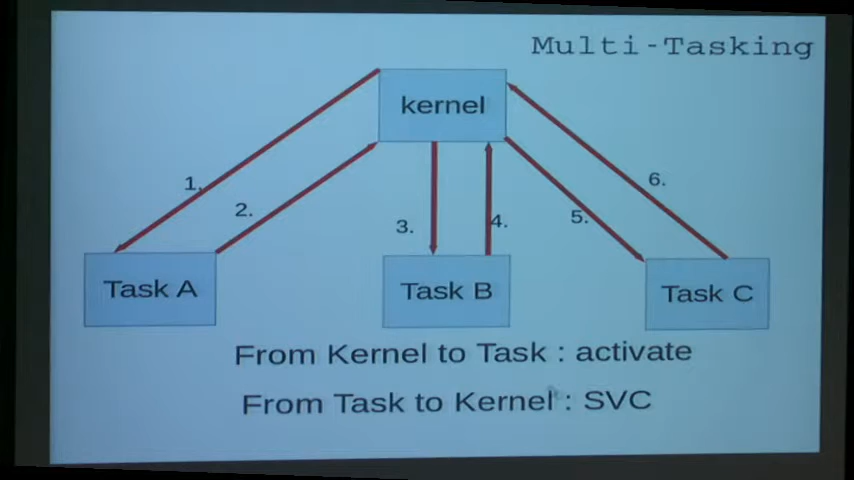 Multi-Tasking
kernel
1.
2.
3.
4.
5.
6.
Task A
Task B
Task C
From Kernel to Task : activate
From Task to Kernel : SVC